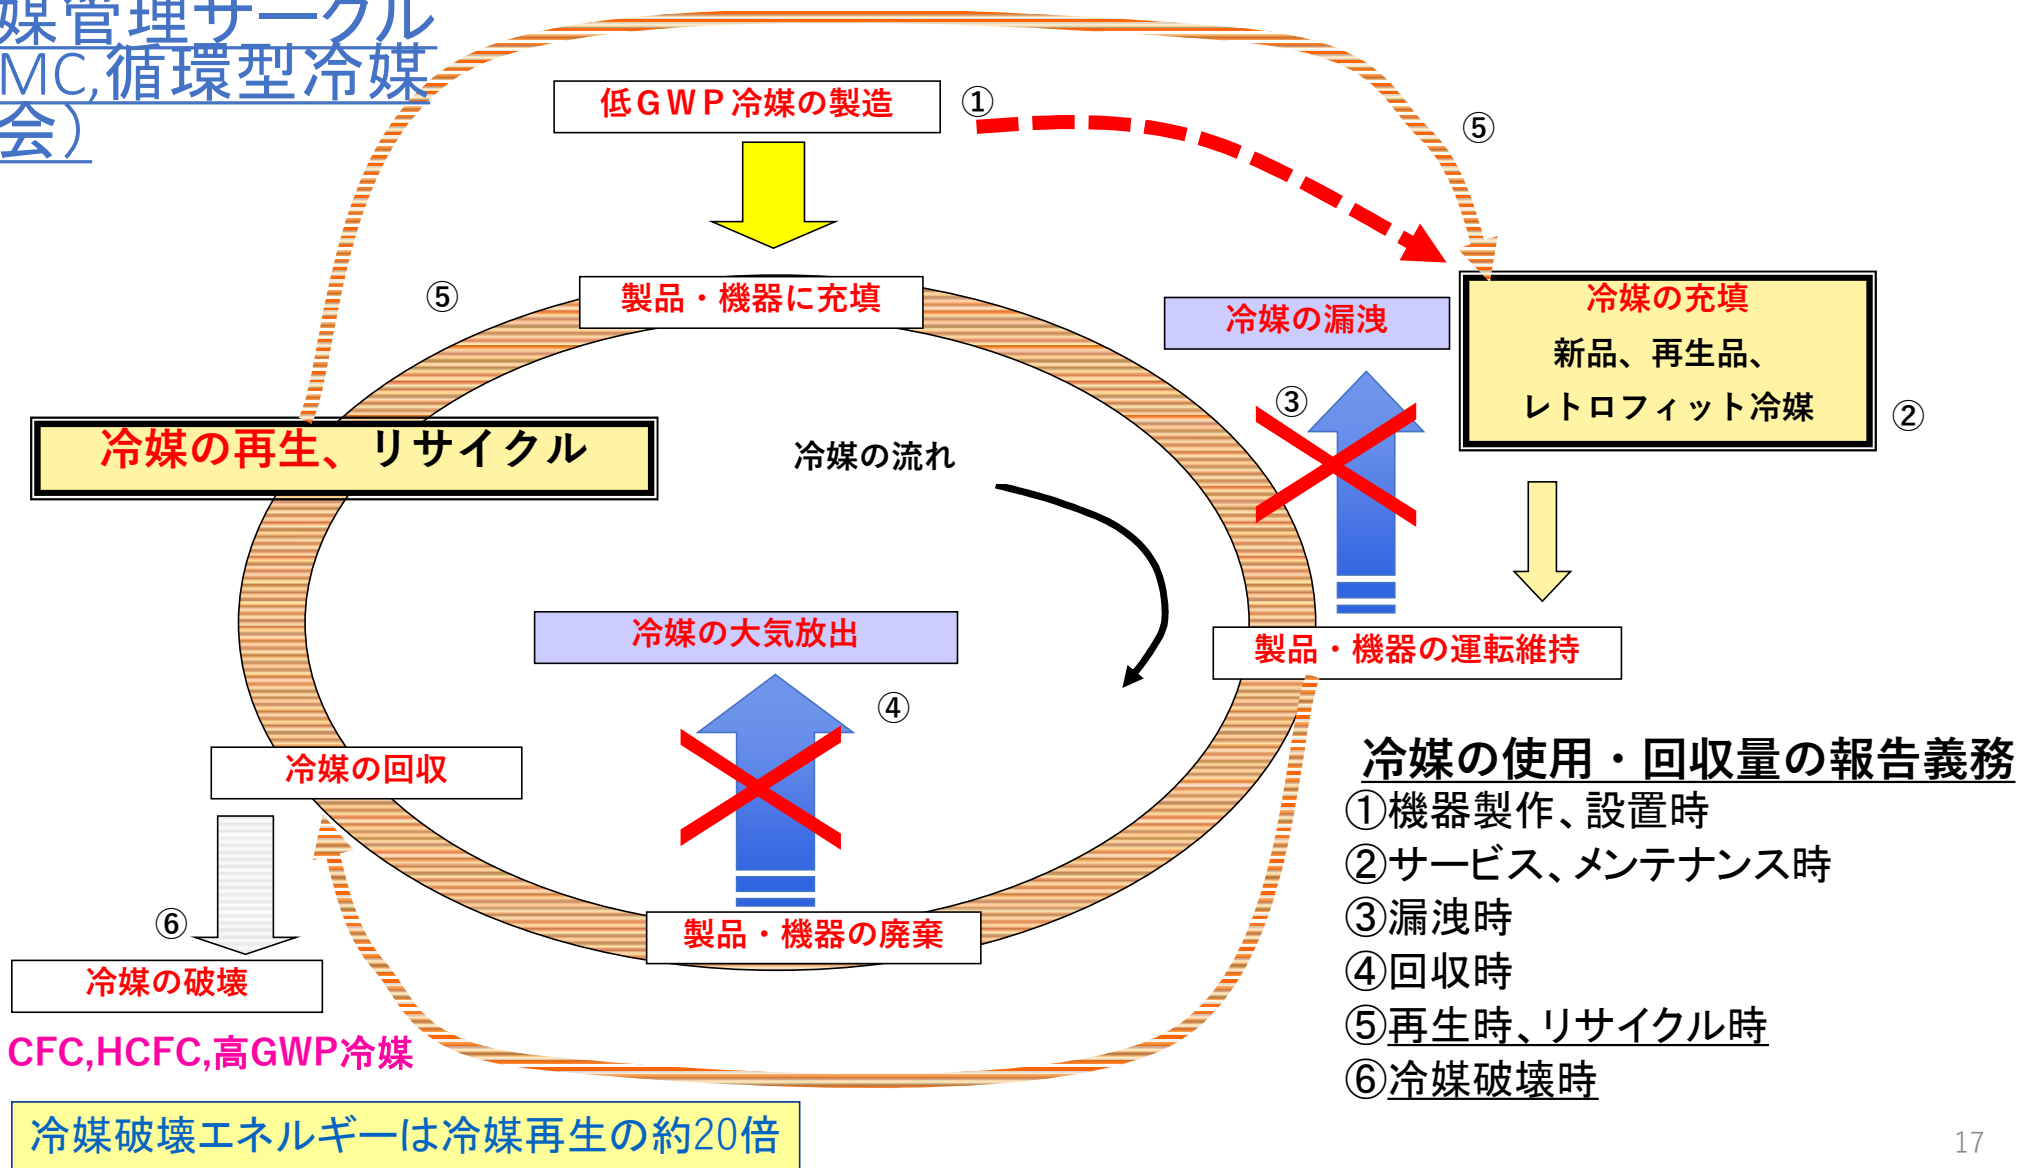 媒管理サークル
MC,循環型冷媒
会）
低ＧＷＰ冷媒の製造
①
⑤
製品・機器に充填
⑤
冷媒の漏洩
冷媒の充填
新品、再生品、
レトロフィット冷媒
②
③
冷媒の再生、リサイクル
冷媒の流れ
冷媒の大気放出
製品・機器の運転維持
④
冷媒の回収
冷媒の使用・回収量の報告義務
①機器製作、設置時
②サービス、メンテナンス時
③漏洩時
④回収時
⑤再生時、リサイクル時
⑥冷媒破壊時
⑥
製品・機器の廃棄
冷媒の破壊
CFC,HCFC,高GWP冷媒
冷媒破壊エネルギーは冷媒再生の約20倍
17